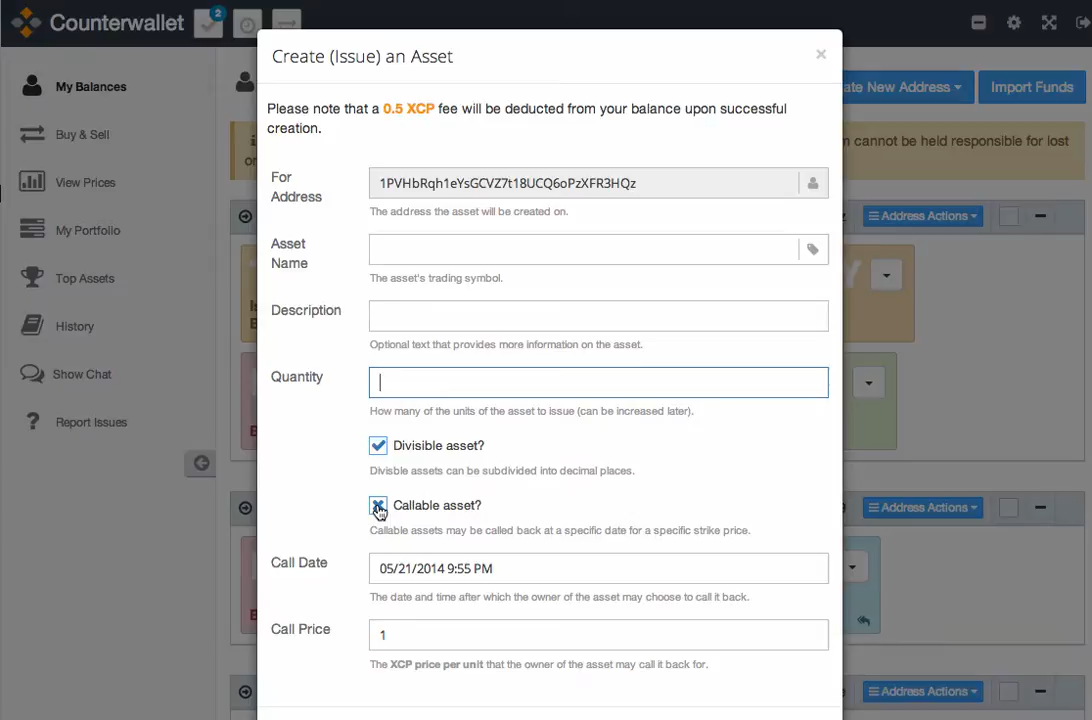 Counterwallet
2
Create (Issue) an Asset
×
My Balances
Buy & Sell
View Prices
My Portfolio
Top Assets
History
Show Chat
Report Issues
ate New Address
Import Funds
Please note that a 0.5 XCP fee will be deducted from your balance upon successful
creation.
m cannot be held responsible for lost
For
Address
1PVHbRqh1eYsGCVZ7t18UCQ6oPzXFR3HQz
The address the asset will be created on.
Address Actions
Asset
Name
The asset's trading symbol.
Description
Optional text that provides more information on the asset.
Quantity
How many of the units of the asset to issue (can be increased later).
Divisible asset?
Divisble assets can be subdivided into decimal places.
Callable asset?
Callable assets may be called back at a specific date for a specific strike price.
Address Actions
Call Date
05/21/2014 9:55 PM
The date and time after which the owner of the asset may choose to call it back.
Call Price
1
The XCP price per unit that the owner of the asset may call it back for.
Address Actions